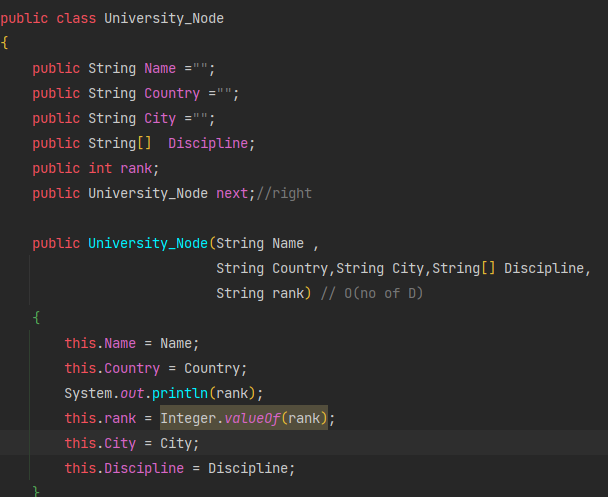 public class University_Node
{
    public String Name ="";
    public String Country ="";
    public String City ="";
    public String[]  Discipline;
    public int rank;
    public University_Node next;//right
    public University_Node(String Name ,
                           String Country,String City,String[] Discipline,
                           String rank) // O(no of D)
    {
        this.Name = Name;
        this.Country = Country;
        System.out.println(rank);
        this.rank = Integer.valueOf(rank);
        this.City = City;
        this.Discipline = Discipline;
    }